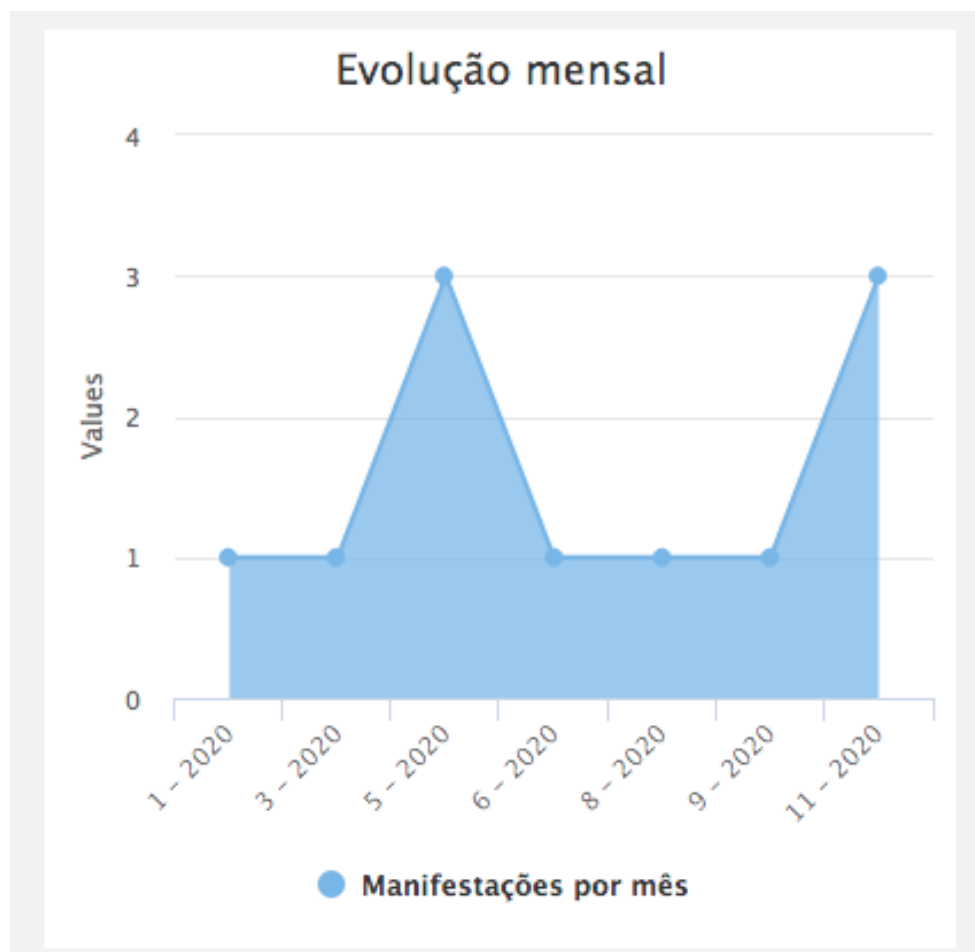 Evolução mensal
4
3
2
1
0
Values
1 – 2020
3 – 2020
5 – 2020
6 – 2020
8 – 2020
9 – 2020
11 – 2020
Manifestações por mês